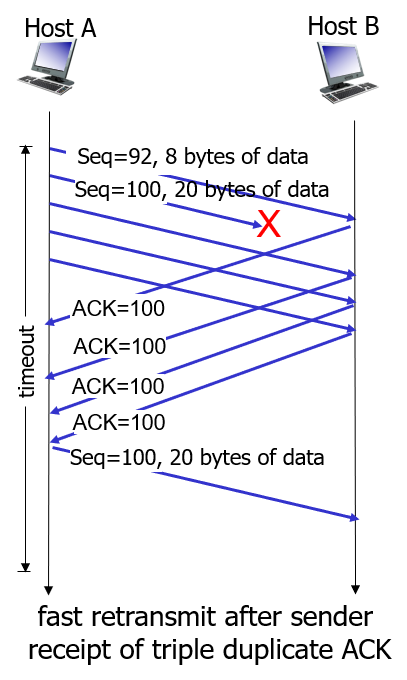 Host A
Host B
Seq=92, 8 bytes of data
Seq=100, 20 bytes of data
X
ACK=100
timeout
ACK=100
ACK=100
ACK=100
Seq=100, 20 bytes of data
fast retransmit after sender
receipt of triple duplicate ACK